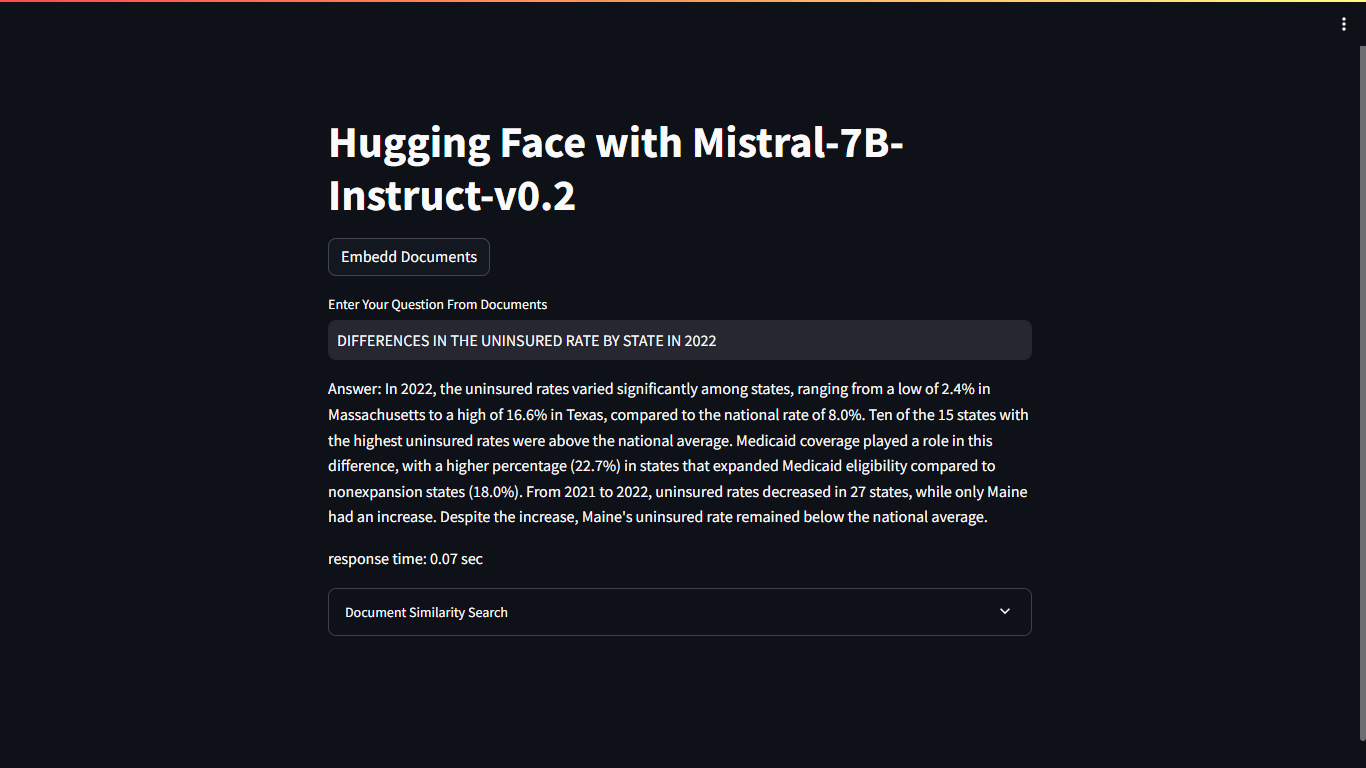 Hugging Face with Mistral-7B-
Instruct-v0.2
Embedd Documents
Enter Your Question From Documents
DIFFERENCES IN THE UNINSURED RATE BY STATE IN 2022
Answer: In 2022, the uninsured rates varied significantly among states, ranging from a low of 2.4% in
Massachusetts to a high of 16.6% in Texas, compared to the national rate of 8.0%. Ten of the 15 states with
the highest uninsured rates were above the national average. Medicaid coverage played a role in this
difference, with a higher percentage (22.7%) in states that expanded Medicaid eligibility compared to
nonexpansion states (18.0%). From 2021 to 2022, uninsured rates decreased in 27 states, while only Maine
had an increase. Despite the increase, Maine's uninsured rate remained below the national average.
response time: 0.07 sec
Document Similarity Search